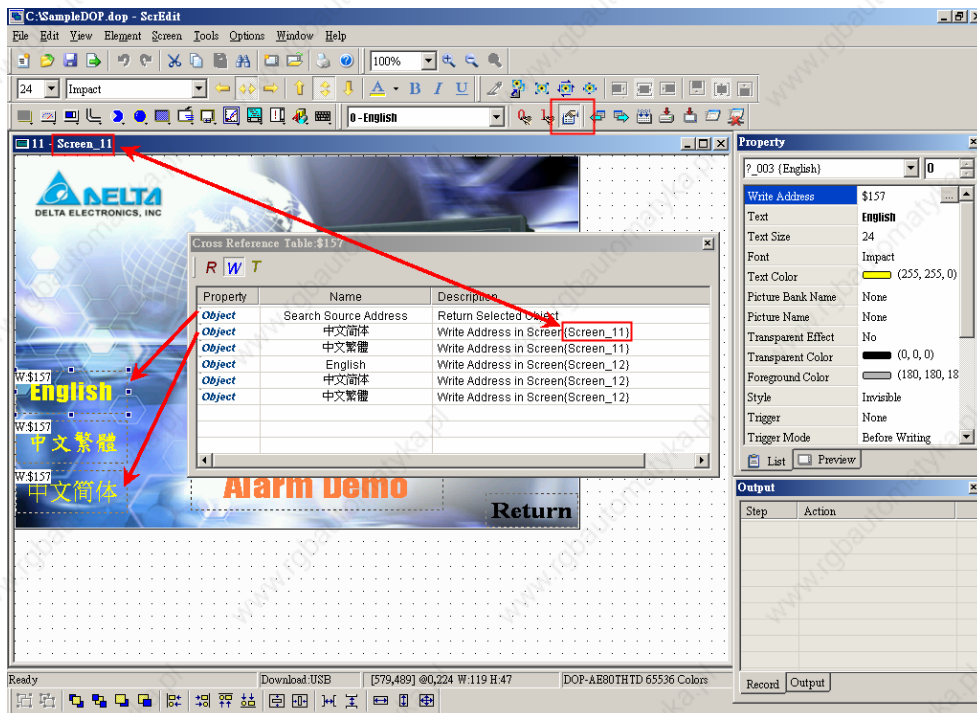 C:\SampleDOP.dop - ScrEdit
File Edit View Element Screen Tools Options Window Help
100%
24 Impact
A B I U
0 - English
11 - Screen_11
DELTA
DELTA ELECTRONICS, INC
Cross Reference Table:$157
R W T
Property Name Description
Object Search Source Address Return Selected Object
Object 中文简体 Write Address in Screen{Screen_11}
Object 中文繁體 Write Address in Screen{Screen_11}
Object English Write Address in Screen{Screen_12}
Object 中文简体 Write Address in Screen{Screen_12}
Object 中文繁體 Write Address in Screen{Screen_12}
W:$157
English
W:$157
中文繁體
W:$157
中文简体
Alarm Demo
Return
Property
?_003 {English} 0
Write Address $157 ...
Text English
Text Size 24
Font Impact
Text Color (255, 255, 0)
Picture Bank Name None
Picture Name None
Transparent Effect No
Transparent Color (0, 0, 0)
Foreground Color (180, 180, 18
Style Invisible
Trigger None
Trigger Mode Before Writing
List Preview
Output
Step Action
Record Output
Ready Download:USB [579,489] @0,224 W:119 H:47 DOP-AE80THTD 65536 Colors
www.rgbautomatyka.pl